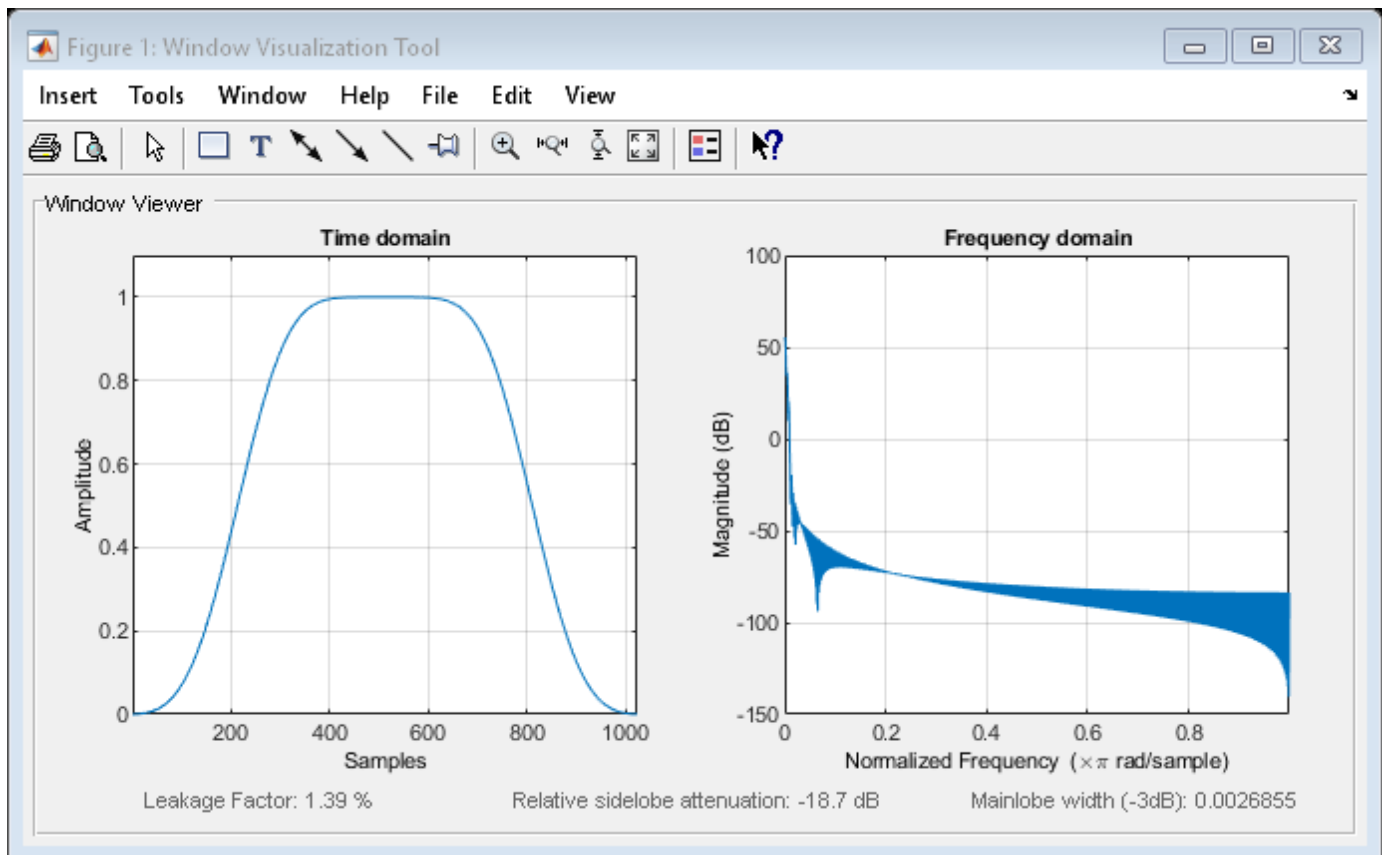 Figure 1: Window Visualization Tool
Insert Tools Window Help File Edit View
T
?
Window Viewer
Time domain
1
0.8
0.6
0.4
0.2
0
Amplitude
200 400 600 800 1000
Samples
Frequency domain
100
50
0
-50
-100
-150
Magnitude (dB)
0 0.2 0.4 0.6 0.8
Normalized Frequency (×π rad/sample)
Leakage Factor: 1.39 %
Relative sidelobe attenuation: -18.7 dB
Mainlobe width (-3dB): 0.0026855